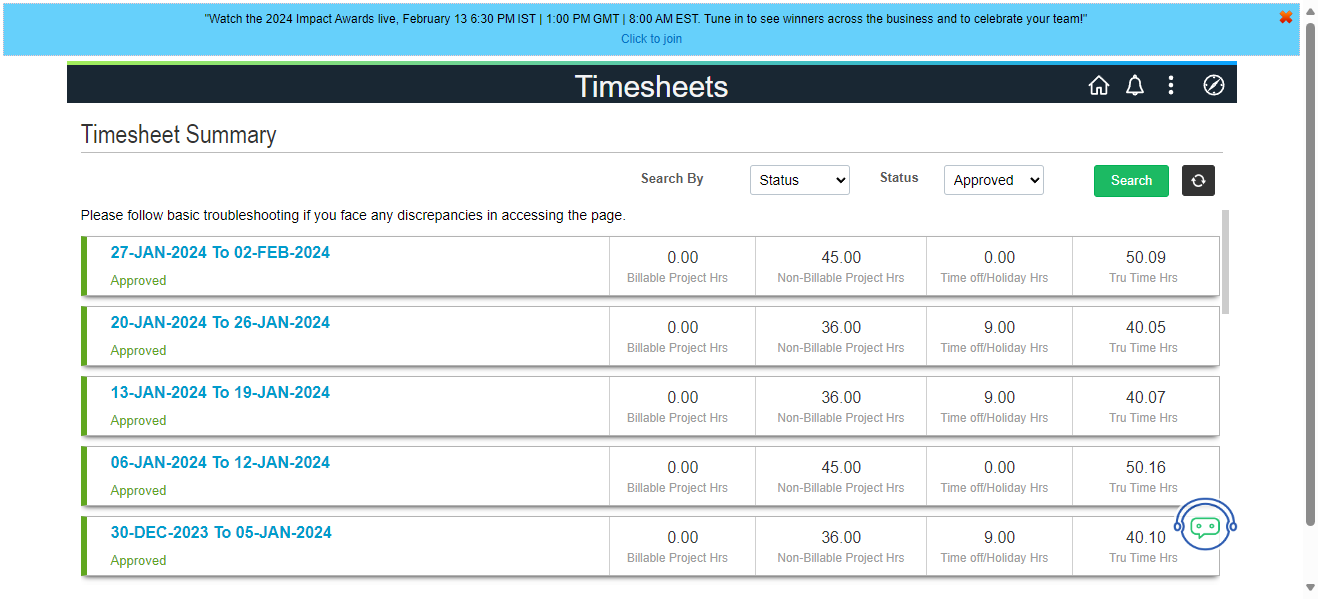 "Watch the 2024 Impact Awards live, February 13 6:30 PM IST | 1:00 PM GMT | 8:00 AM EST. Tune in to see winners across the business and to celebrate your team!"
Click to join
Timesheets
Timesheet Summary
Search By Status Status Approved Search
Please follow basic troubleshooting if you face any discrepancies in accessing the page.
27-JAN-2024 To 02-FEB-2024 0.00 45.00 0.00 50.09
Approved Billable Project Hrs Non-Billable Project Hrs Time off/Holiday Hrs Tru Time Hrs
20-JAN-2024 To 26-JAN-2024 0.00 36.00 9.00 40.05
Approved Billable Project Hrs Non-Billable Project Hrs Time off/Holiday Hrs Tru Time Hrs
13-JAN-2024 To 19-JAN-2024 0.00 36.00 9.00 40.07
Approved Billable Project Hrs Non-Billable Project Hrs Time off/Holiday Hrs Tru Time Hrs
06-JAN-2024 To 12-JAN-2024 0.00 45.00 0.00 50.16
Approved Billable Project Hrs Non-Billable Project Hrs Time off/Holiday Hrs Tru Time Hrs
30-DEC-2023 To 05-JAN-2024 0.00 36.00 9.00 40.10
Approved Billable Project Hrs Non-Billable Project Hrs Time off/Holiday Hrs Tru Time Hrs